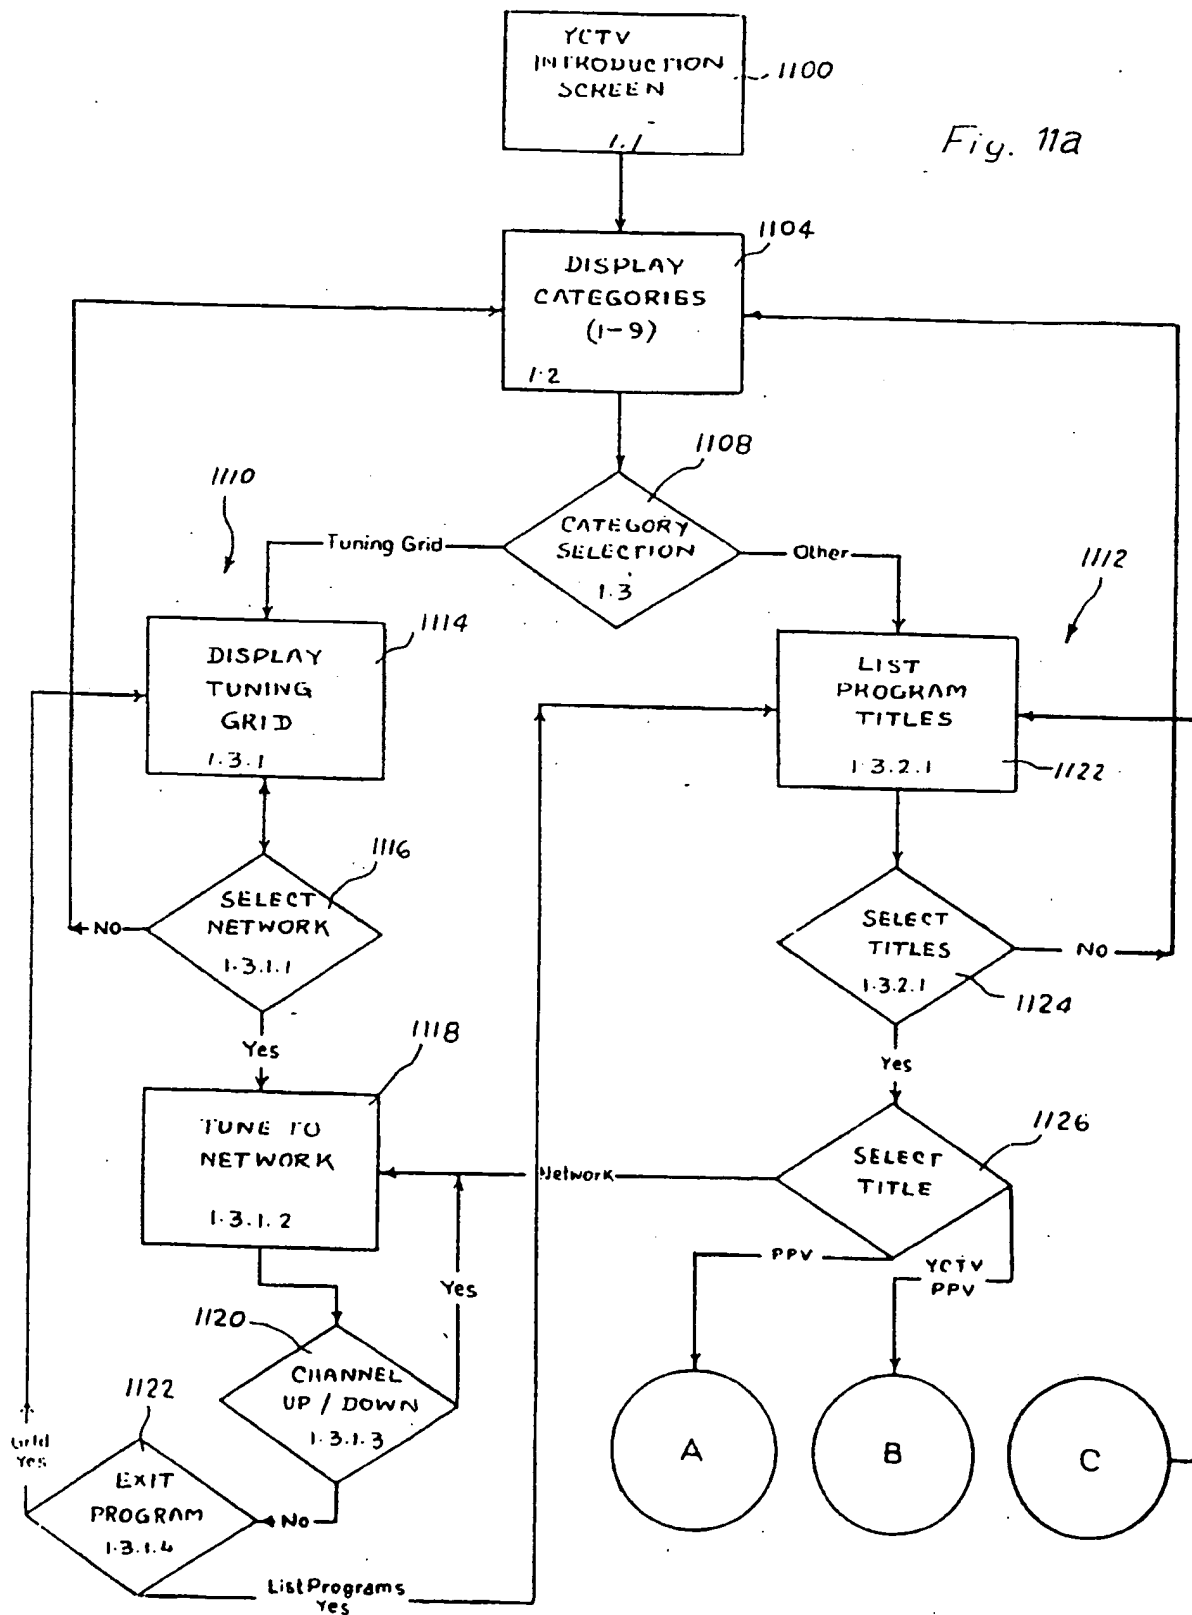 YCTV
INTRODUCTION
SCREEN
1.1
1100
Fig. 11a
1104
DISPLAY
CATEGORIES
(1-9)
1.2
1108
CATEGORY
SELECTION
1.3
Tuning Grid
Other
1110
1112
1114
DISPLAY
TUNING
GRID
1.3.1
LIST
PROGRAM
TITLES
1.3.2.1
1122
1116
SELECT
NETWORK
1.3.1.1
NO
Yes
SELECT
TITLES
1.3.2.1
1124
NO
Yes
1118
TUNE TO
NETWORK
1.3.1.2
1126
SELECT
TITLE
Network
PPV
YCTV
PPV
Yes
1120
CHANNEL
UP / DOWN
1.3.1.3
No
1122
EXIT
PROGRAM
1.3.1.4
Grid
Yes
List Programs
Yes
A
B
C